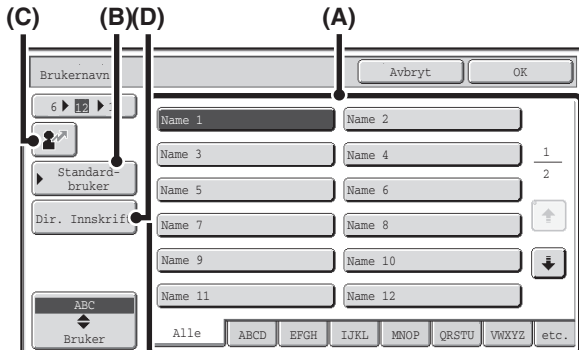 (C) (B)(D) (A)
Brukernavn Avbryt OK
6 12
Name 1 Name 2
Name 3 Name 4
Name 5 Name 6
Name 7 Name 8
Name 9 Name 10
Name 11 Name 12
1
2
Standard-
bruker
Dir. Innskrift
ABC
Bruker
Alle ABCD EFGH IJKL MNOP QRSTU VWXYZ etc.